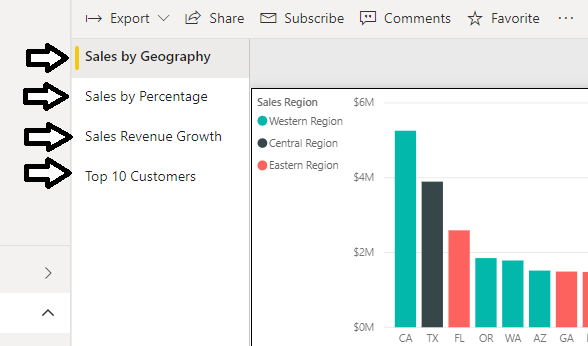 Export Share Subscribe Comments Favorite ...
Sales by Geography
Sales by Percentage
Sales Revenue Growth
Top 10 Customers
Sales Region
Western Region
Central Region
Eastern Region
$6M
$4M
$2M
$0M
CA TX FL OR WA AZ GA